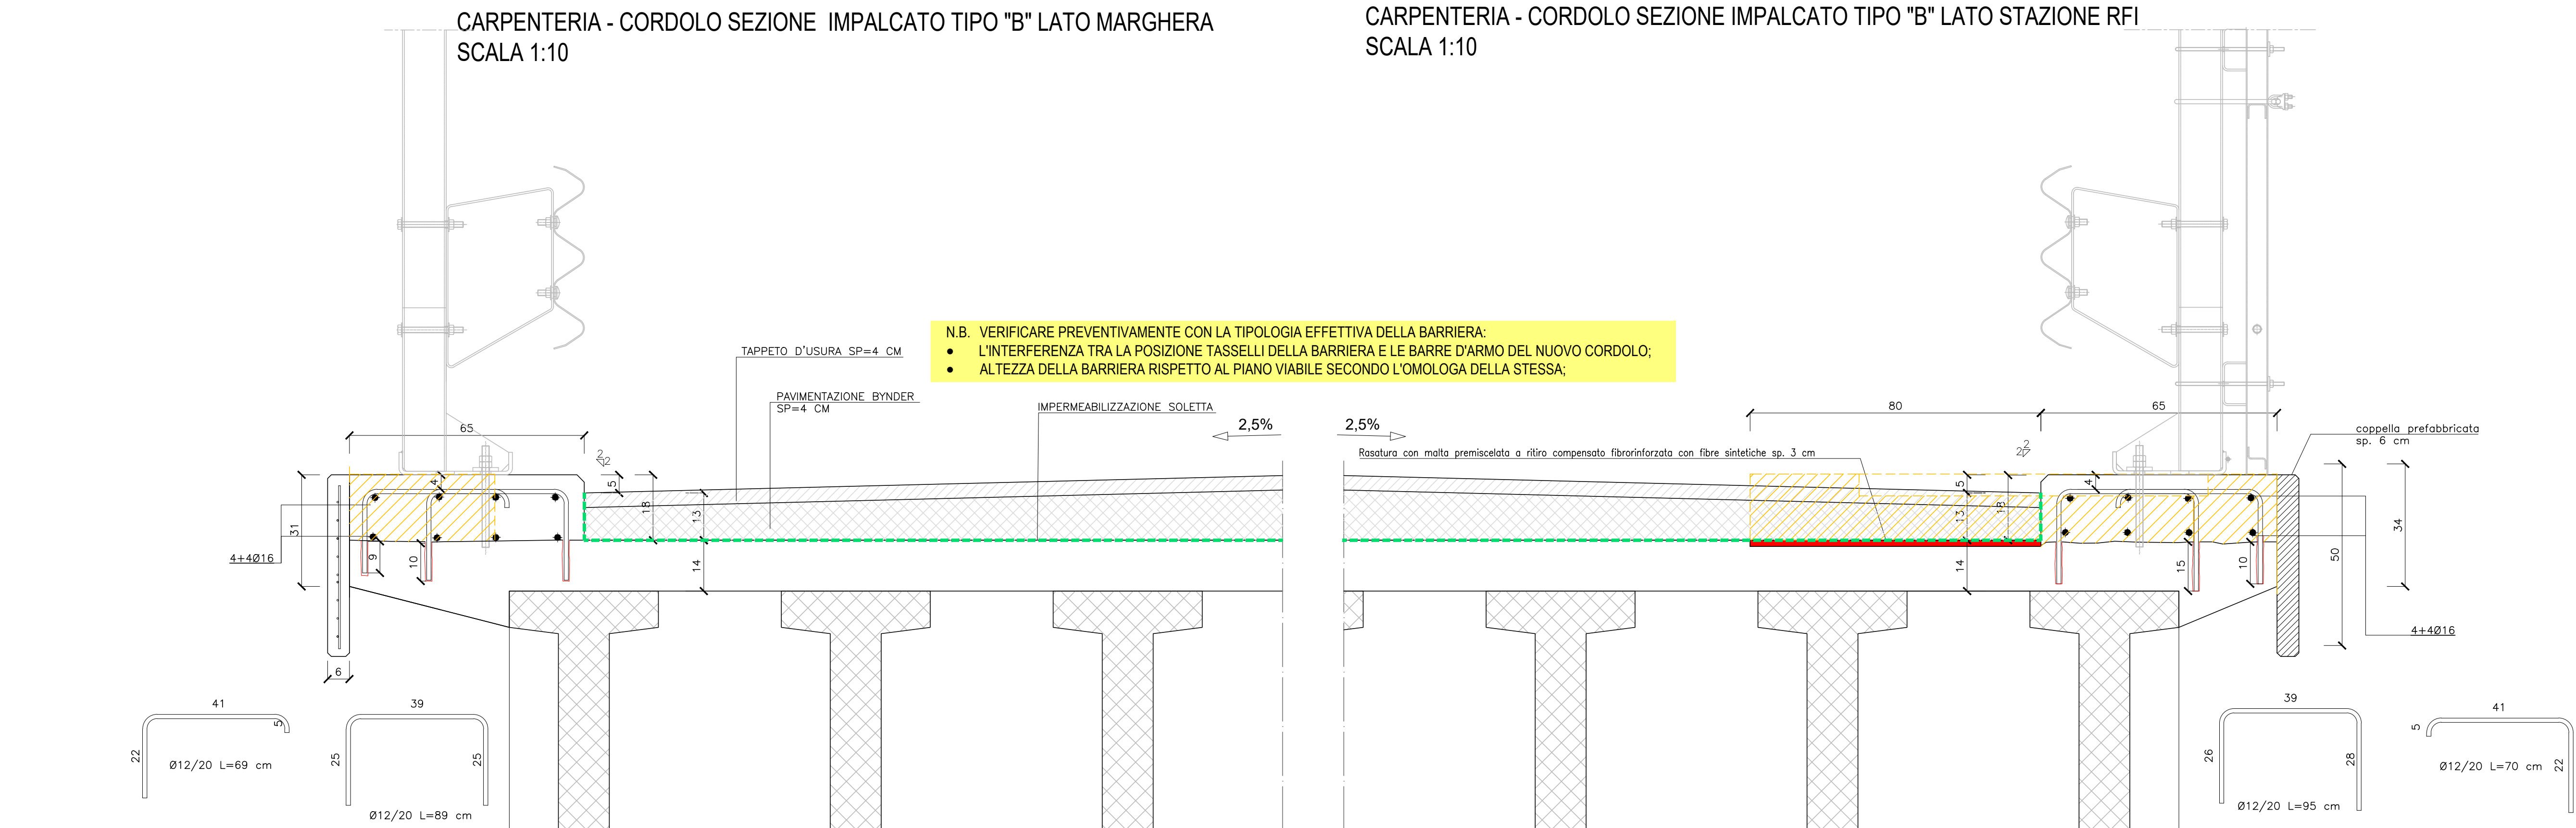 CARPENTERIA - CORDOLO SEZIONE IMPALCATO TIPO "B" LATO MARGHERA
SCALA 1:10
CARPENTERIA - CORDOLO SEZIONE IMPALCATO TIPO "B" LATO STAZIONE RFI
SCALA 1:10
N.B. VERIFICARE PREVENTIVAMENTE CON LA TIPOLOGIA EFFETTIVA DELLA BARRIERA:
• L'INTERFERENZA TRA LA POSIZIONE TASSELLI DELLA BARRIERA E LE BARRE D'ARMO DEL NUOVO CORDOLO;
• ALTEZZA DELLA BARRIERA RISPETTO AL PIANO VIABILE SECONDO L'OMOLOGA DELLA STESSA;
TAPPETO D'USURA SP=4 CM
PAVIMENTAZIONE BYNDER
SP=4 CM
IMPERMEABILIZZAZIONE SOLETTA
2,5%
2,5%
Rasatura con malta premiscelata a ritiro compensato fibrorinforzata con fibre sintetiche sp. 3 cm
80
65
coppella prefabbricata
sp. 6 cm
65
2
2
5
4
18
13
14
31
9
10
4+4Ø16
6
2
2
5
4
13
18
14
15
10
34
50
4+4Ø16
41
5
22
Ø12/20 L=69 cm
39
25
25
Ø12/20 L=89 cm
39
26
28
Ø12/20 L=95 cm
41
5
22
Ø12/20 L=70 cm